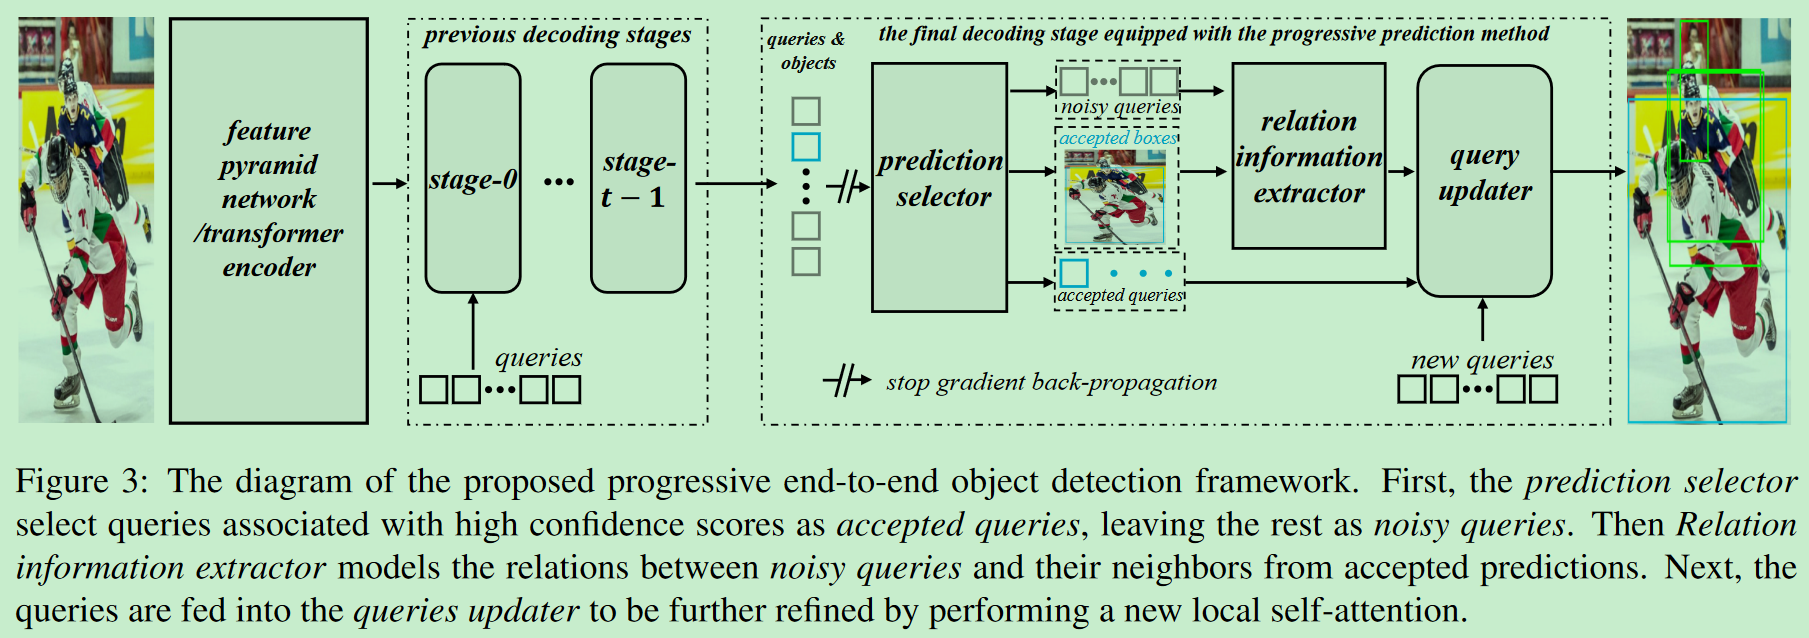 feature
pyramid
network
/transformer
encoder
previous decoding stages
stage-0
•••
stage-
t − 1
queries
•••
queries &
objects
the final decoding stage equipped with the progressive prediction method
prediction
selector
noisy queries
accepted boxes
accepted queries
relation
information
extractor
query
updater
new queries
•••
stop gradient back-propagation
Figure 3: The diagram of the proposed progressive end-to-end object detection framework. First, the prediction selector
select queries associated with high confidence scores as accepted queries, leaving the rest as noisy queries. Then Relation
information extractor models the relations between noisy queries and their neighbors from accepted predictions. Next, the
queries are fed into the queries updater to be further refined by performing a new local self-attention.